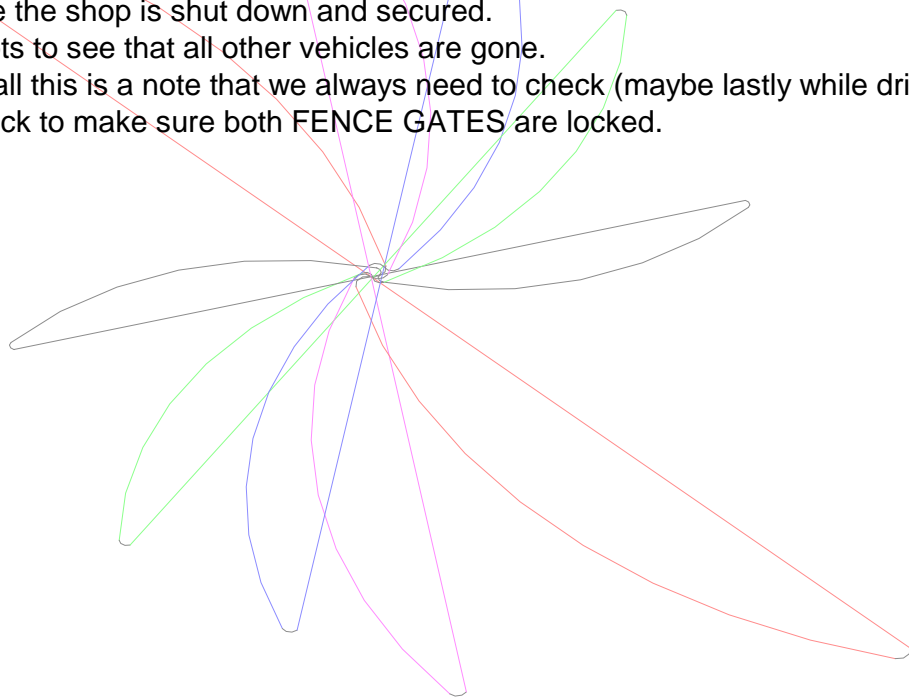 e the shop is shut down and secured.
ts to see that all other vehicles are gone.
all this is a note that we always need to check (maybe lastly while dri
ck to make sure both FENCE GATES are locked.